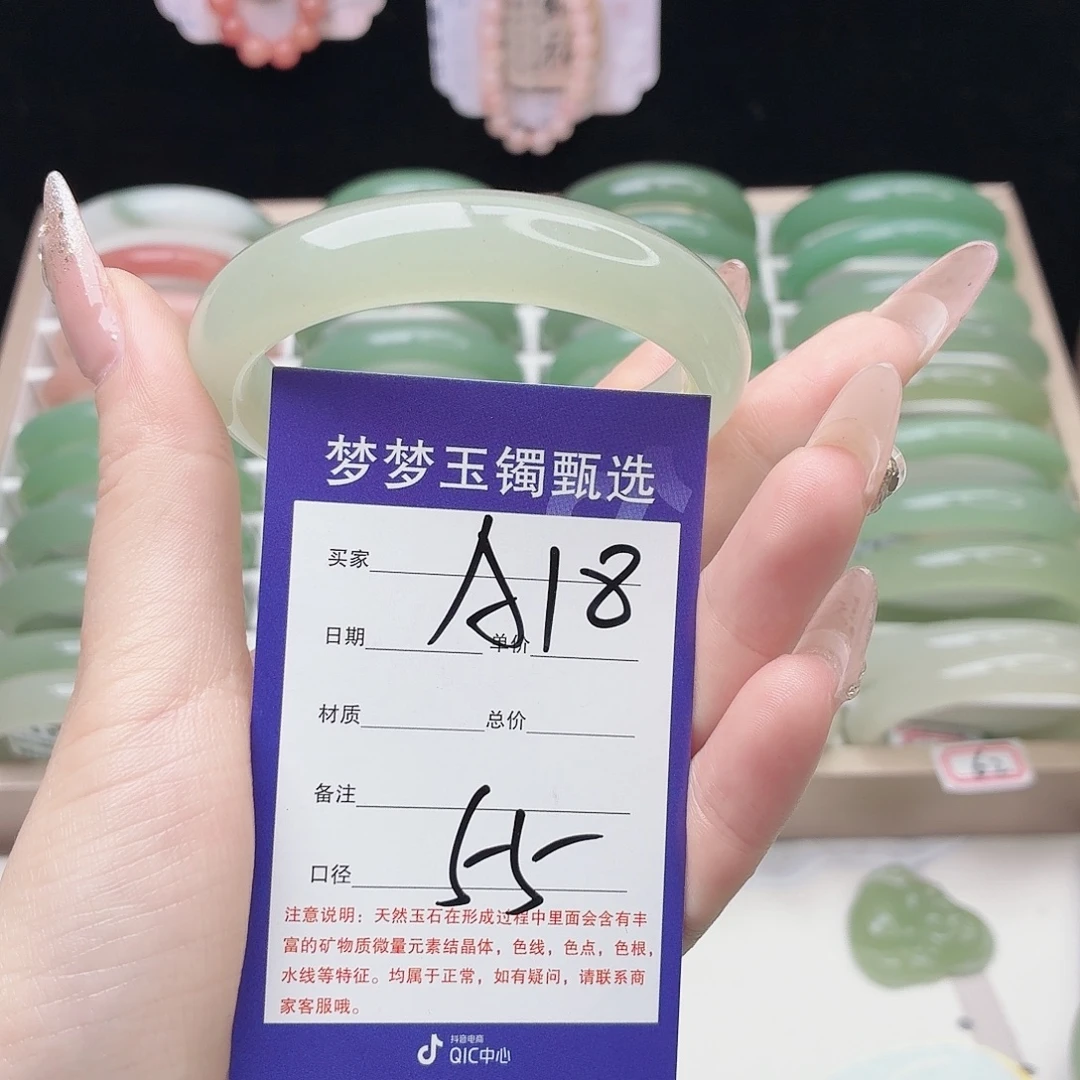 梦梦玉镯甄选
买家 A18
日期 单价
材质 总价
备注
口径 55
注意说明：天然玉石在形成过程中里面会含有丰
富的矿物质微量元素结晶体，色线，色点，色根，
水线等特征。均属于正常，如有疑问，请联系商
家客服哦。
抖音电商
QIC中心